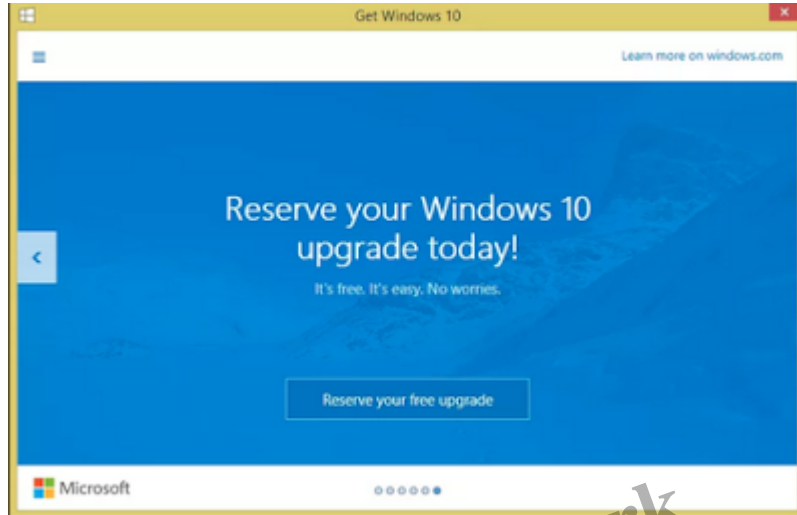 Get Windows 10
Learn more on windows.com
Reserve your Windows 10
upgrade today!
It's free. It's easy. No worries.
Reserve your free upgrade
Microsoft